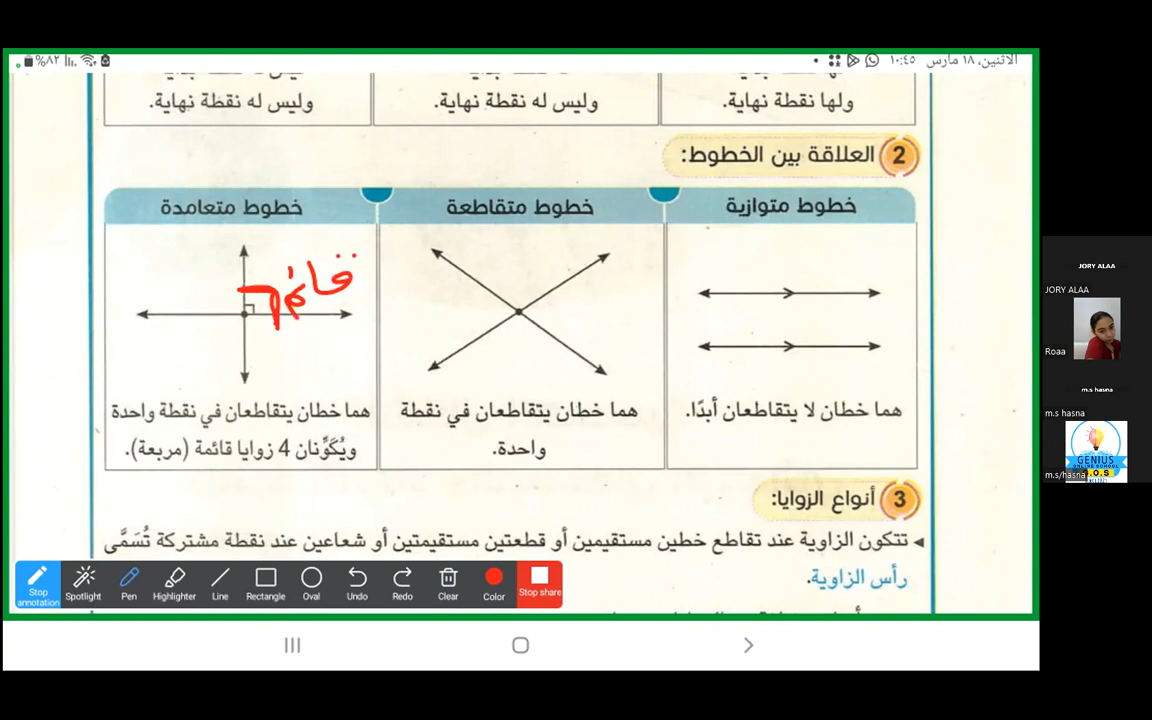 الاثنين، ١٨ مارس ١٠:٤٥
%٨٢
ولها نقطة نهاية.
وليس له نقطة نهاية.
وليس له نقطة نهاية.
2 العلاقة بين الخطوط:
خطوط متوازية
خطوط متقاطعة
خطوط متعامدة
قائمة
هما خطان لا يتقاطعان أبدًا.
هما خطان يتقاطعان في نقطة
واحدة.
هما خطان يتقاطعان في نقطة واحدة
ويُكَوِّنان 4 زوايا قائمة (مربعة).
3 أنواع الزوايا:
تتكون الزاوية عند تقاطع خطين مستقيمين أو قطعتين مستقيمتين أو شعاعين عند نقطة مشتركة تُسَمَّى
رأس الزاوية.
Stop annotation
Spotlight
Pen
Highlighter
Line
Rectangle
Oval
Undo
Redo
Clear
Color
Stop share
JORY ALAA
JORY ALAA
Roaa
m.s hasna
m.s hasna
GENIUS
m.s/hasna